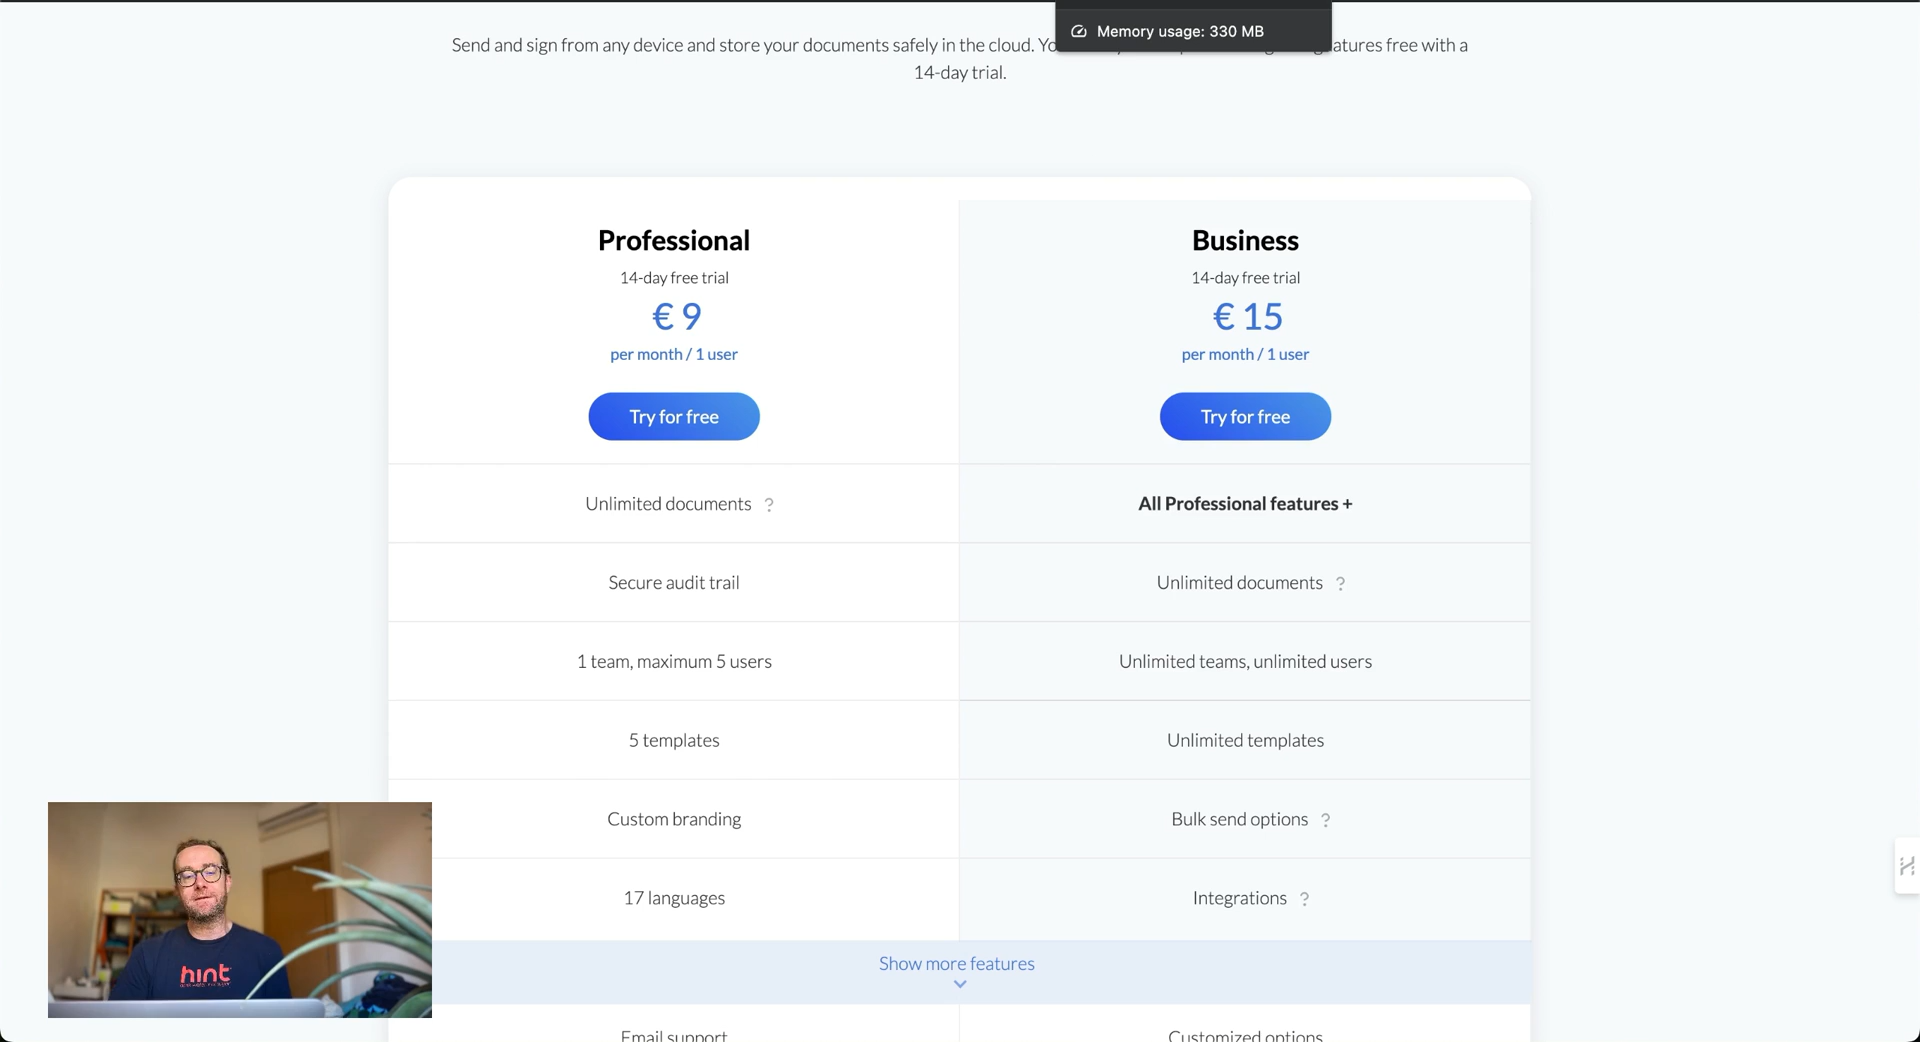 Memory usage: 330 MB
Send and sign from any device and store your documents safely in the cloud. atures free with a
14-day trial.
Professional
14-day free trial
€ 9
per month / 1 user
Try for free
Unlimited documents ?
Secure audit trail
1 team, maximum 5 users
5 templates
Custom branding
17 languages
Business
14-day free trial
€ 15
per month / 1 user
Try for free
All Professional features +
Unlimited documents ?
Unlimited teams, unlimited users
Unlimited templates
Bulk send options ?
Integrations ?
Show more features
Email support
Customized options
hint